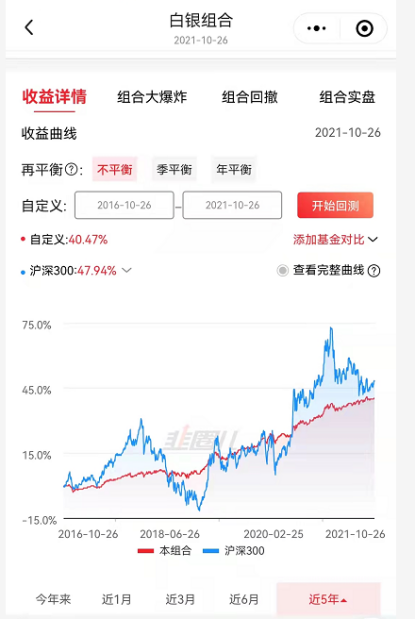 白银组合
2021-10-26
收益详情 组合大爆炸 组合回撤 组合实盘
收益曲线 2021-10-26
再平衡?: 不平衡 季平衡 年平衡
自定义: 2016-10-26 - 2021-10-26 开始回测
自定义:40.47% 添加基金对比
沪深300:47.94% 查看完整曲线?
75.0%
45.0%
韭圈儿
15.0%
-15.0%
2016-10-26 2018-06-26 2020-02-25 2021-10-26
本组合 沪深300
今年来 近1月 近3月 近6月 近5年